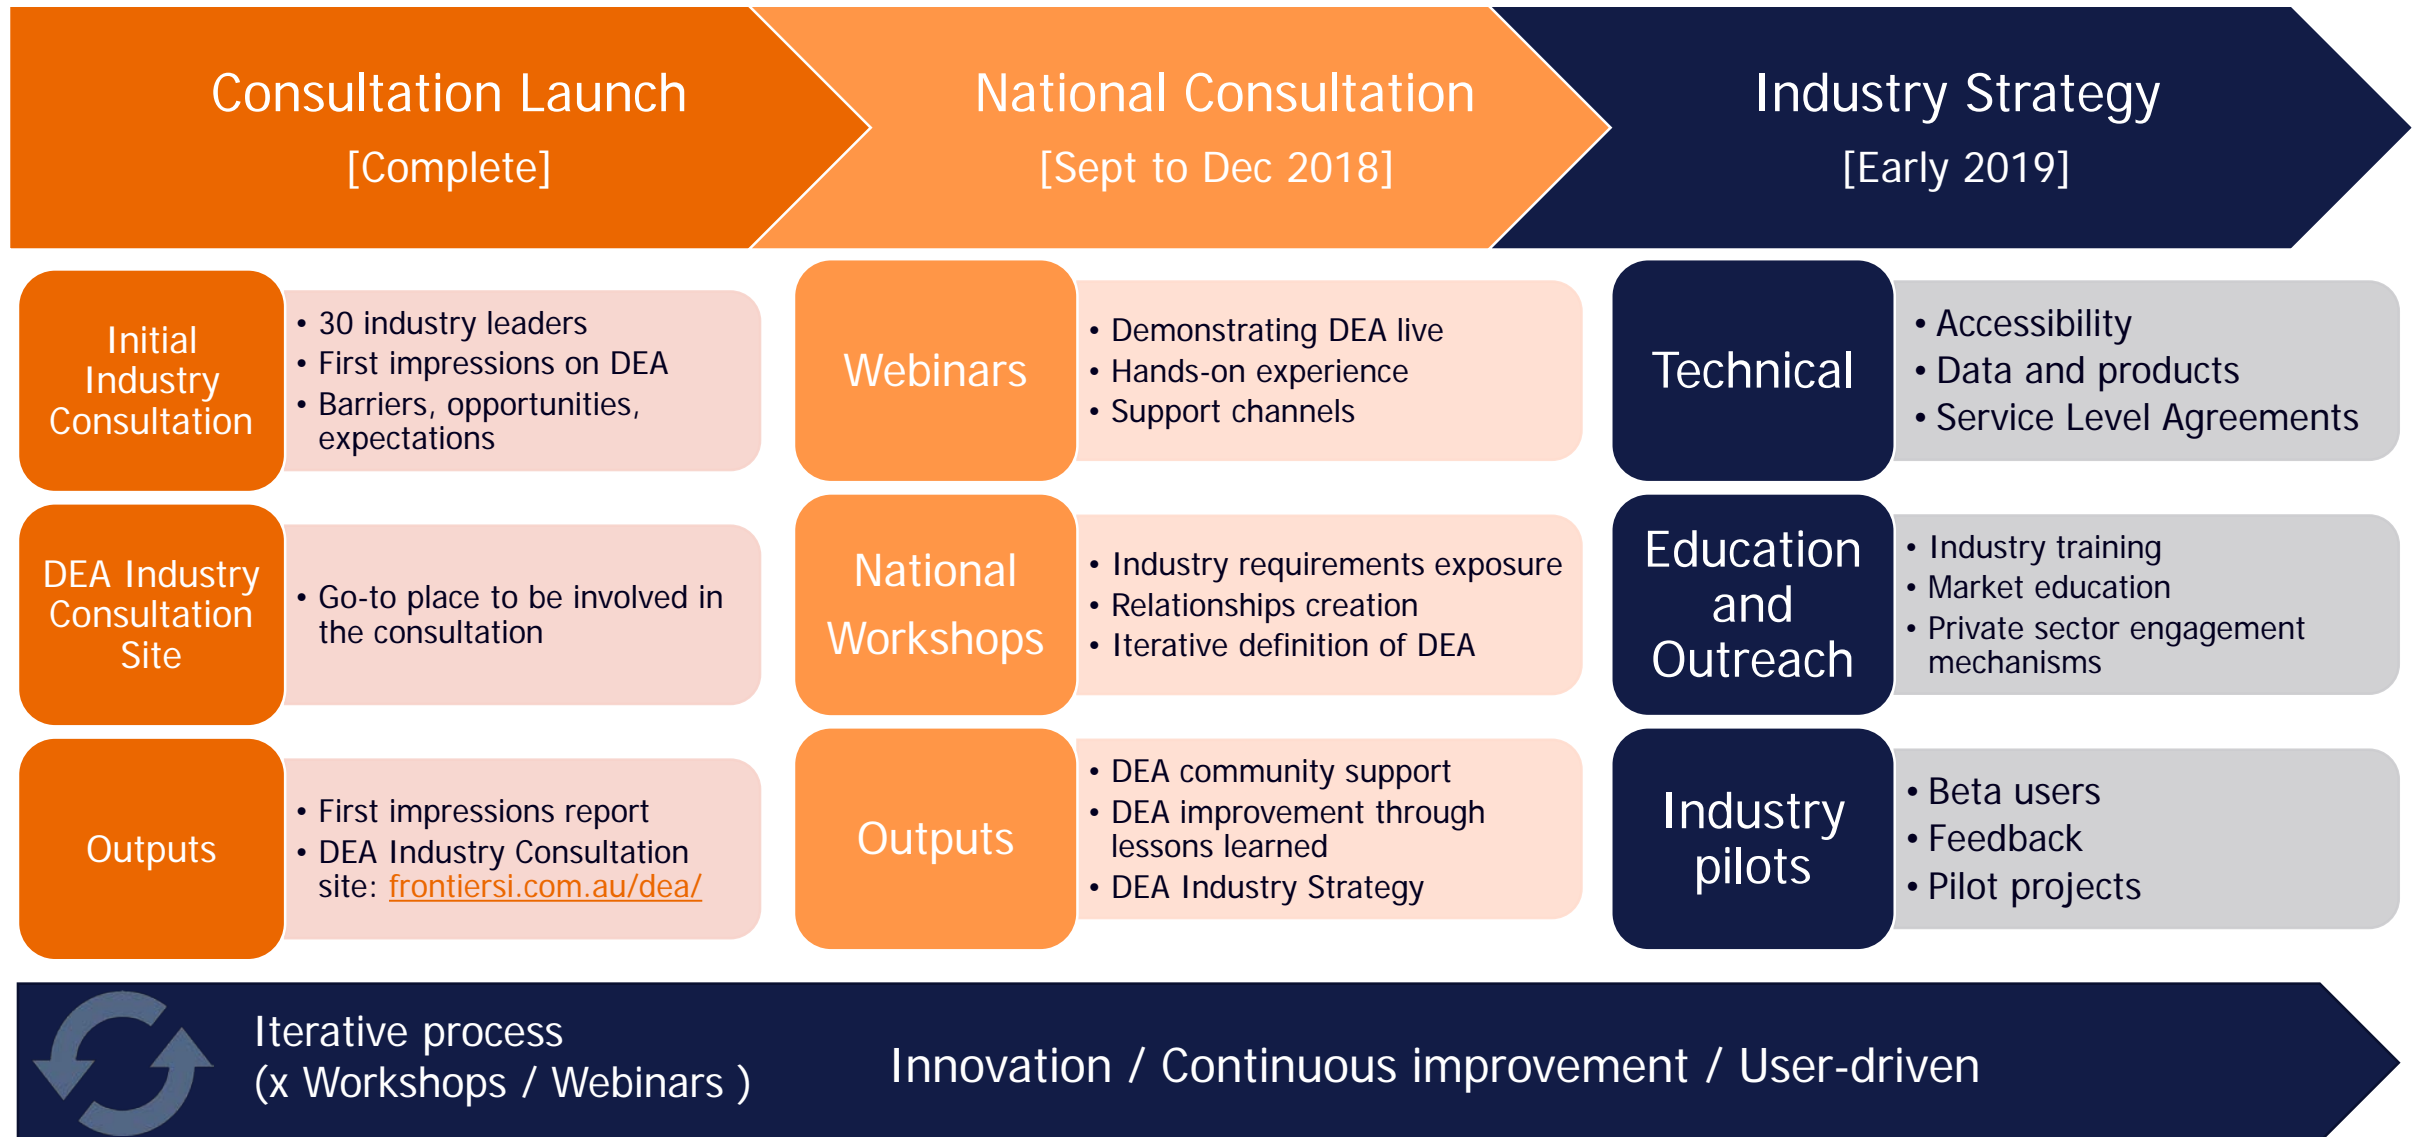 Consultation Launch
[Complete]
National Consultation
[Sept to Dec 2018]
Industry Strategy
[Early 2019]
Initial
Industry
Consultation
• 30 industry leaders
• First impressions on DEA
• Barriers, opportunities,
expectations
DEA Industry
Consultation
Site
• Go-to place to be involved in
the consultation
Outputs
• First impressions report
• DEA Industry Consultation
site: frontiersi.com.au/dea/
Webinars
• Demonstrating DEA live
• Hands-on experience
• Support channels
National
Workshops
• Industry requirements exposure
• Relationships creation
• Iterative definition of DEA
Outputs
• DEA community support
• DEA improvement through
lessons learned
• DEA Industry Strategy
Technical
• Accessibility
• Data and products
• Service Level Agreements
Education
and
Outreach
• Industry training
• Market education
• Private sector engagement
mechanisms
Industry
pilots
• Beta users
• Feedback
• Pilot projects
Iterative process
(x Workshops / Webinars )
Innovation / Continuous improvement / User-driven